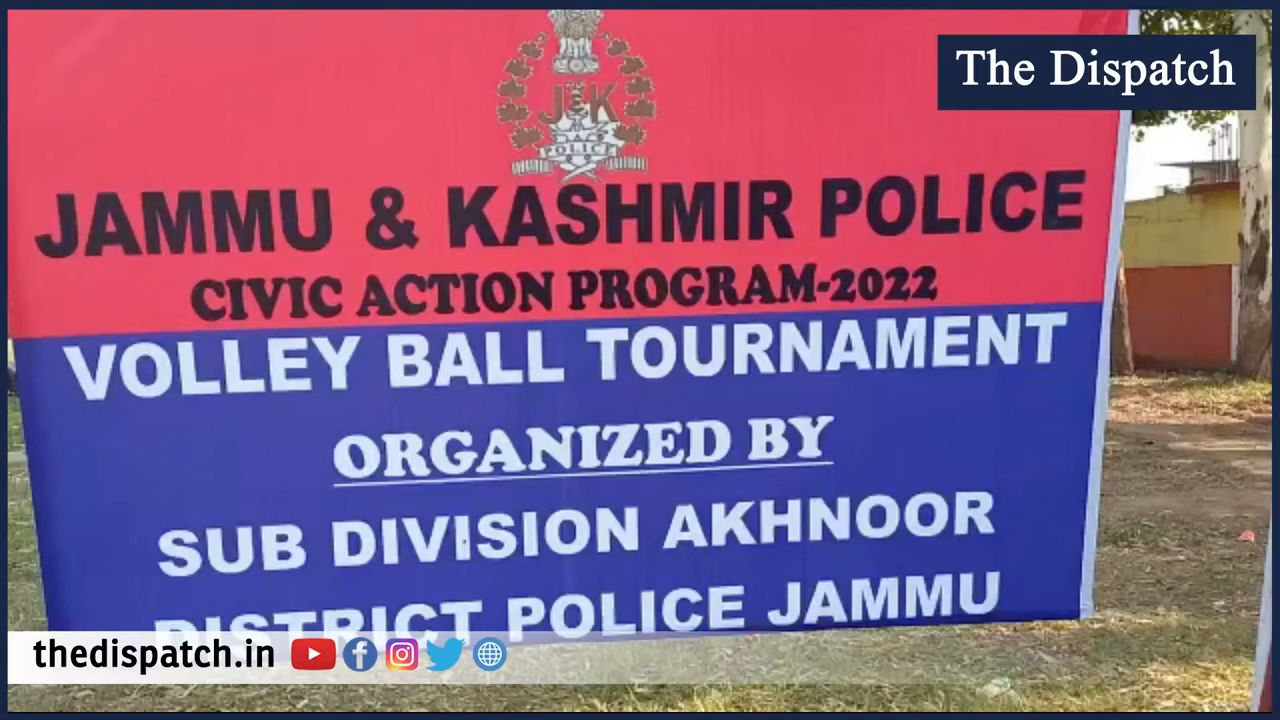 The Dispatch
J&K
POLICE
JAMMU & KASHMIR POLICE
CIVIC ACTION PROGRAM-2022
VOLLEY BALL TOURNAMENT
ORGANIZED BY
SUB DIVISION AKHNOOR
DISTRICT POLICE JAMMU
thedispatch.in